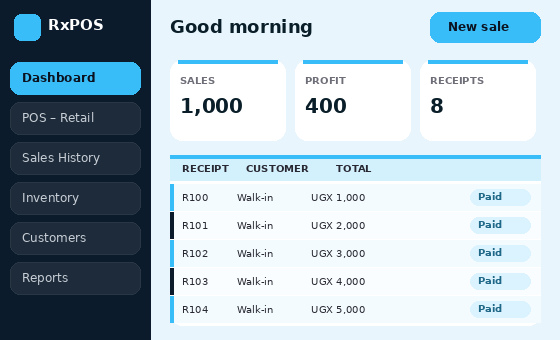 RxPOS
Dashboard
POS – Retail
Sales History
Inventory
Customers
Reports
Good morning
New sale
SALES
1,000
PROFIT
400
RECEIPTS
8
RECEIPT CUSTOMER TOTAL
R100 Walk-in UGX 1,000 Paid
R101 Walk-in UGX 2,000 Paid
R102 Walk-in UGX 3,000 Paid
R103 Walk-in UGX 4,000 Paid
R104 Walk-in UGX 5,000 Paid